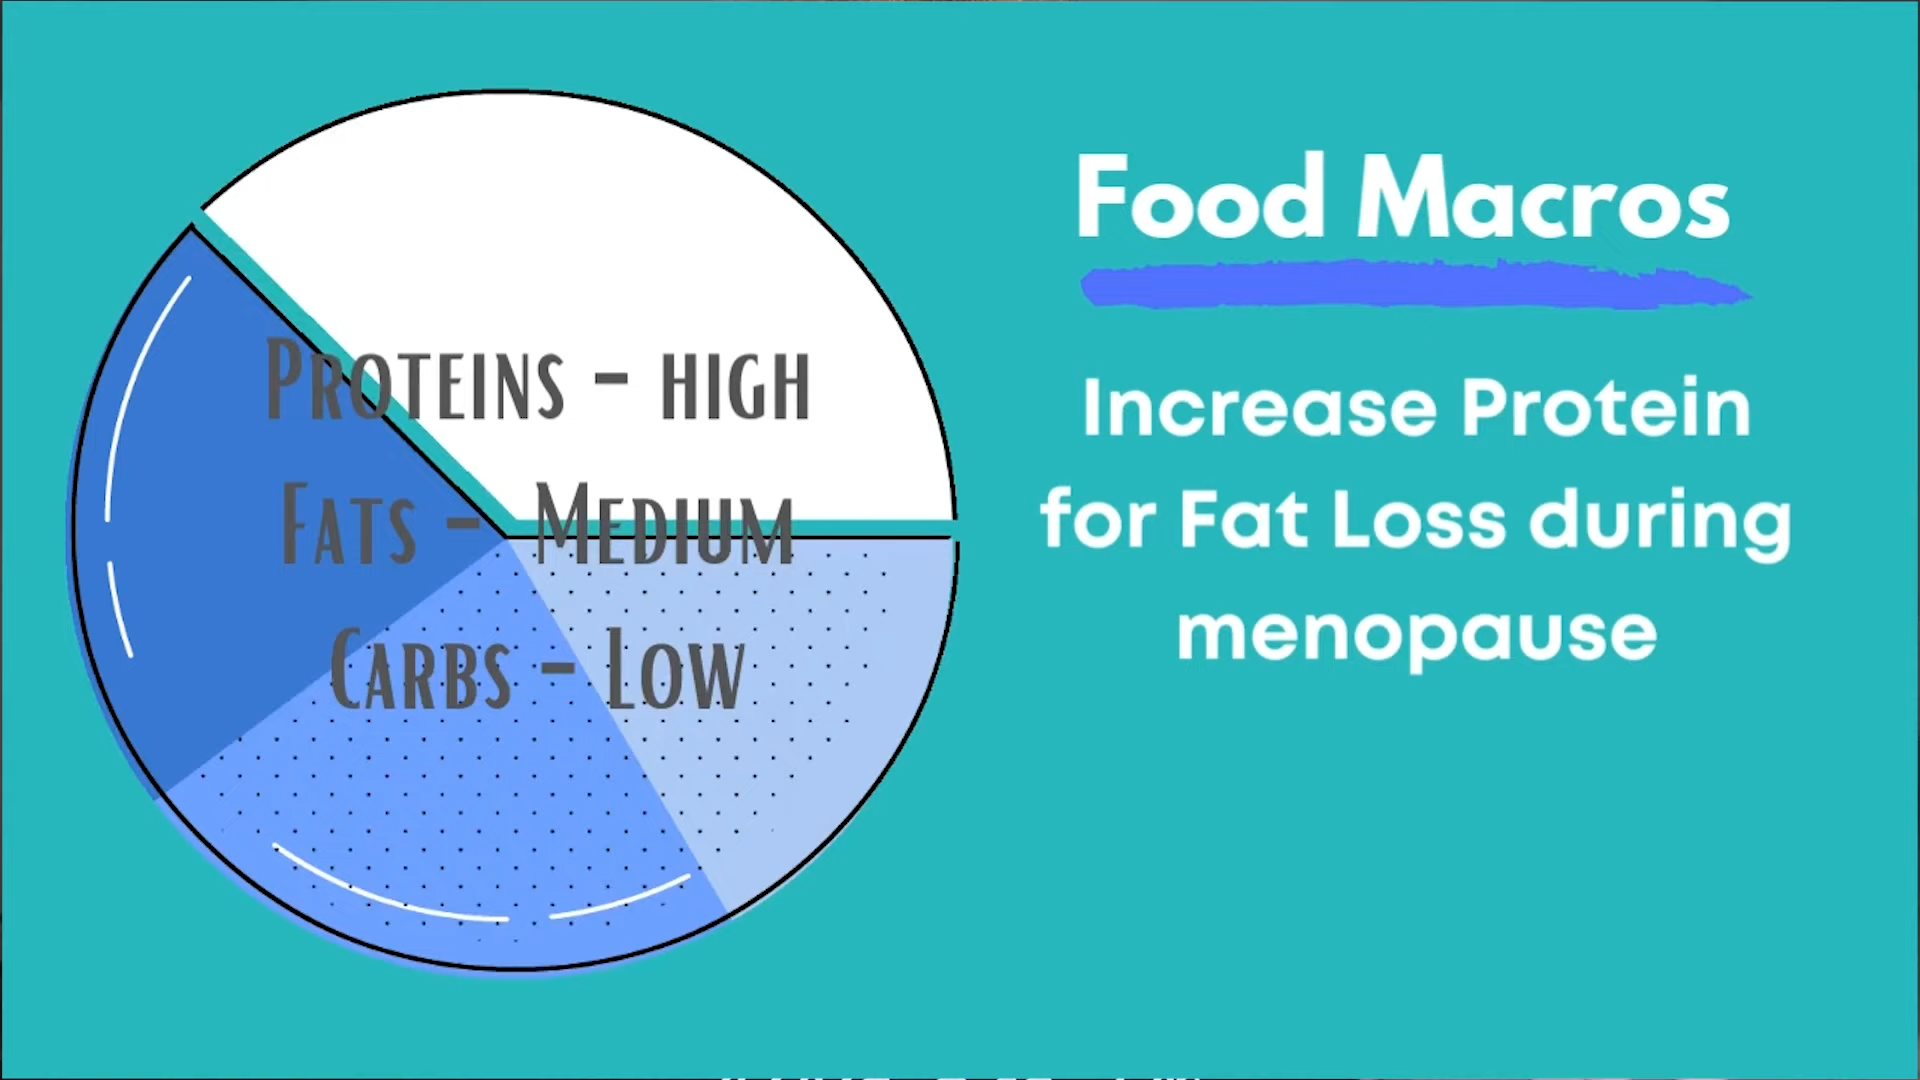 Food Macros
Increase Protein
for Fat Loss during
menopause
Proteins - high
Fats - Medium
Carbs - Low